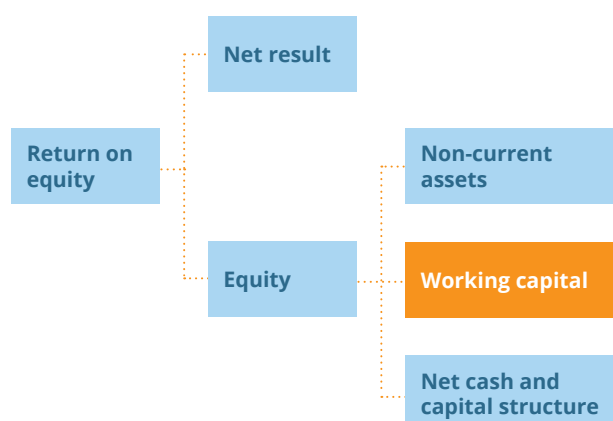 Net result
Return on
equity
Non-current
assets
Equity
Working capital
Net cash and
capital structure